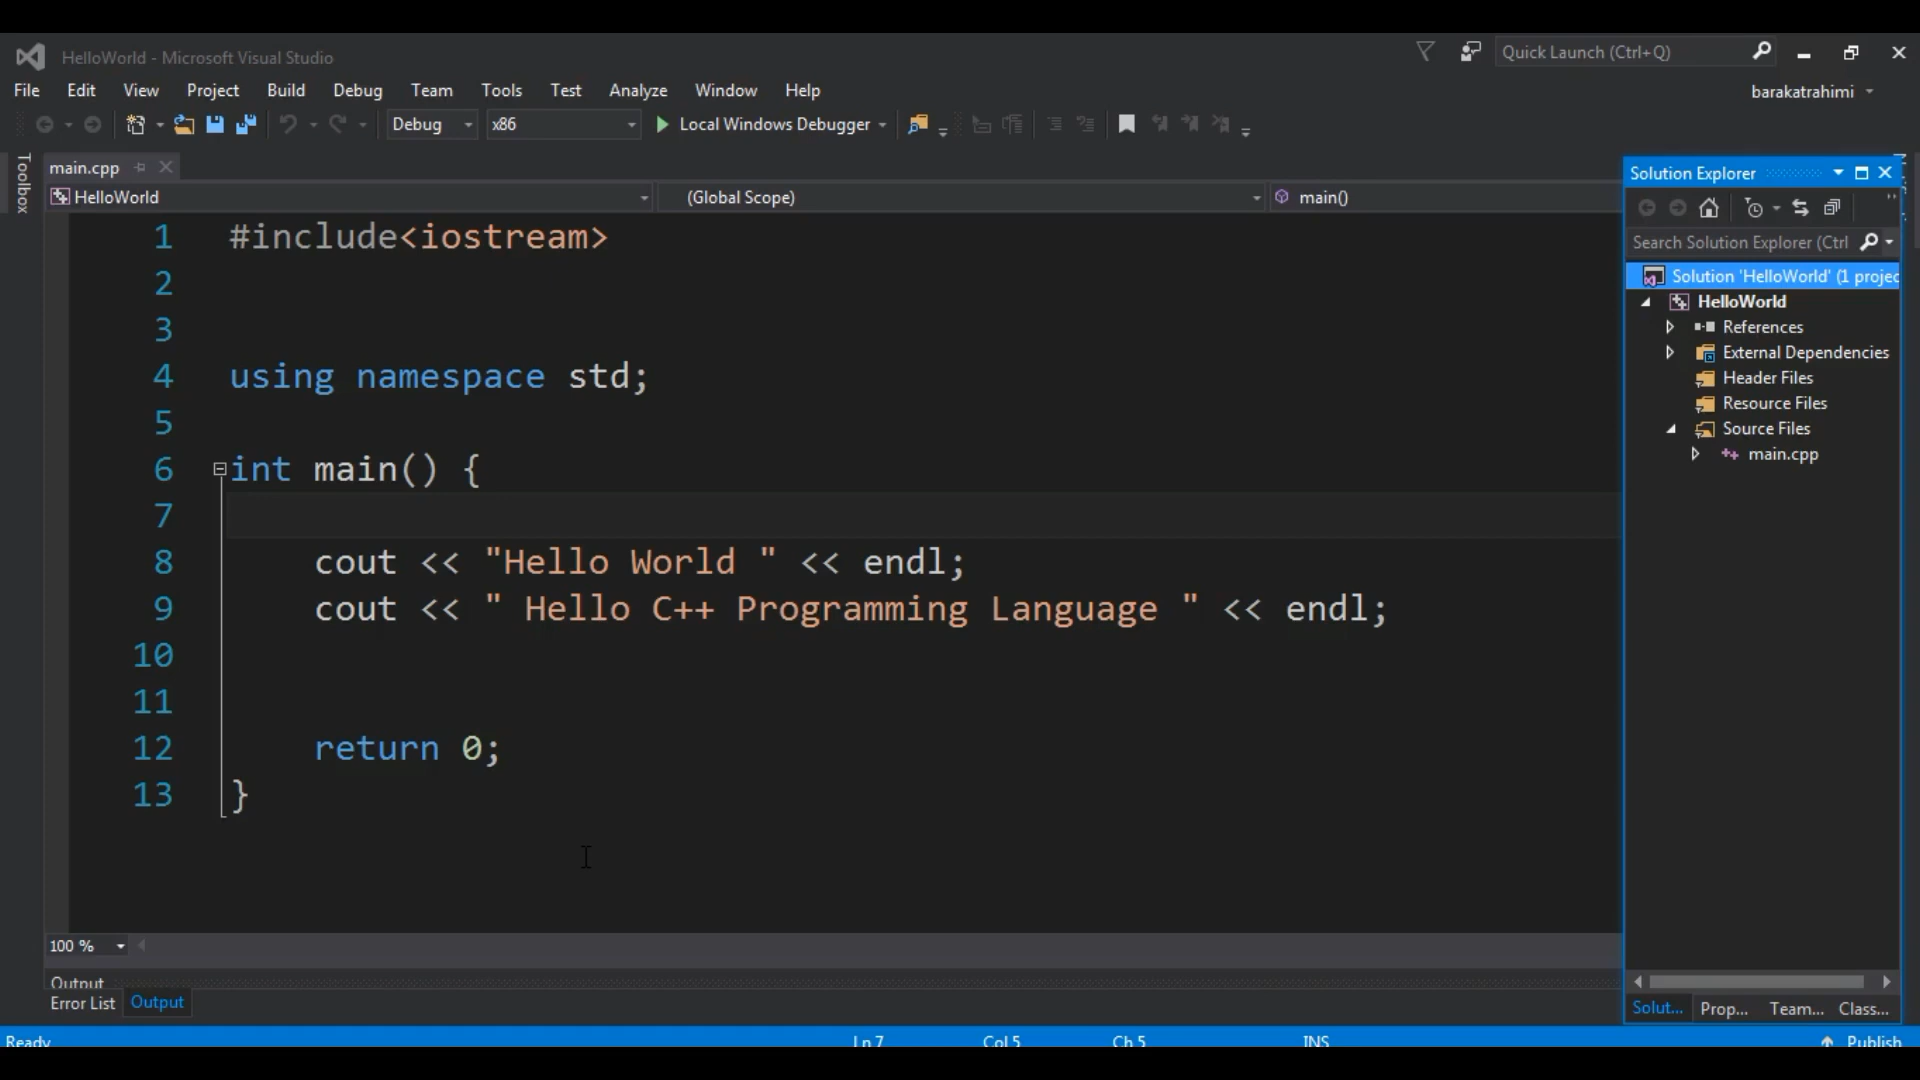 HelloWorld - Microsoft Visual Studio
Quick Launch (Ctrl+Q)
File Edit View Project Build Debug Team Tools Test Analyze Window Help
barakatrahimi
Debug x86 Local Windows Debugger
Toolbox
main.cpp
HelloWorld (Global Scope) main()
1 #include<iostream>
2
3
4 using namespace std;
5
6 int main() {
7
8 cout << "Hello World " << endl;
9 cout << " Hello C++ Programming Language " << endl;
10
11
12 return 0;
13 }
100 %
Output
Error List Output
Solution Explorer
Search Solution Explorer (Ctrl
Solution 'HelloWorld' (1 projec
HelloWorld
References
External Dependencies
Header Files
Resource Files
Source Files
main.cpp
Solut... Prop... Team... Class...
Ready Ln 7 Col 5 Ch 5 INS Publish